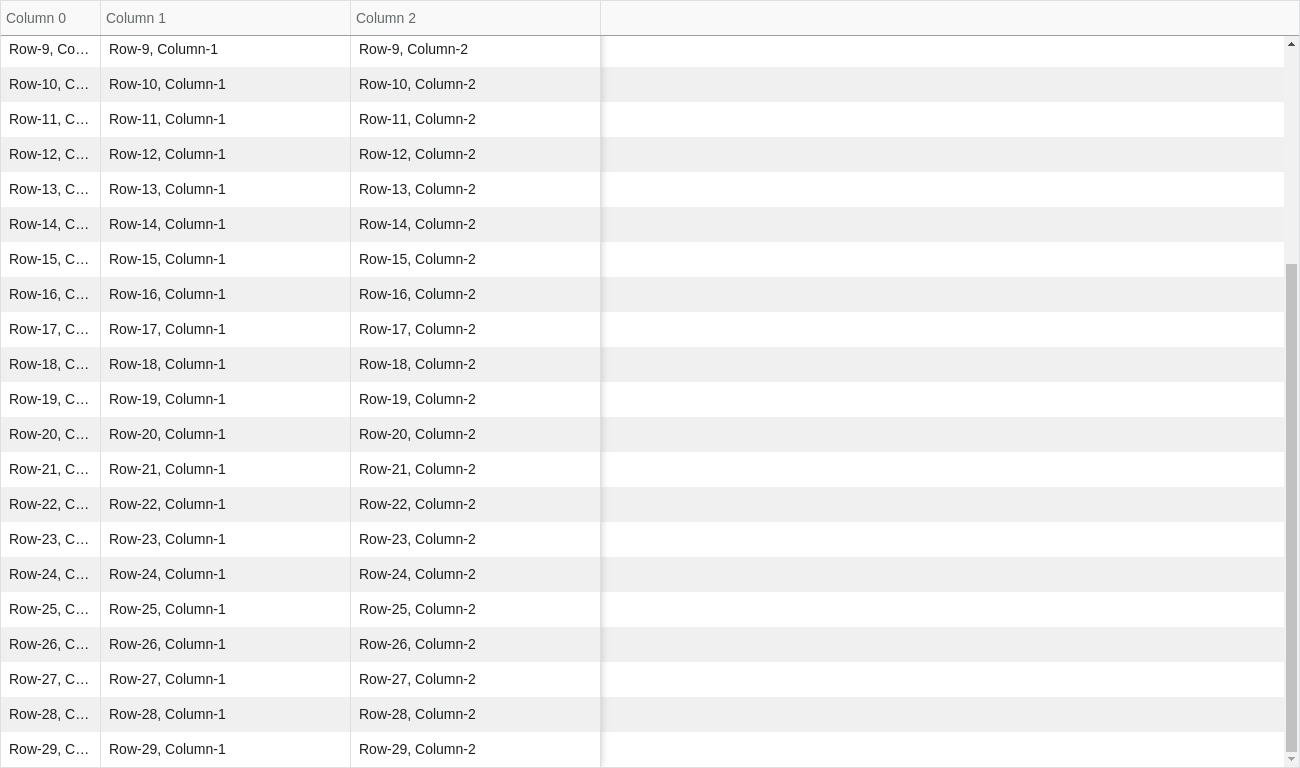 Column 0 Column 1 Column 2
Row-9, Co… Row-9, Column-1 Row-9, Column-2
Row-10, C… Row-10, Column-1 Row-10, Column-2
Row-11, C… Row-11, Column-1 Row-11, Column-2
Row-12, C… Row-12, Column-1 Row-12, Column-2
Row-13, C… Row-13, Column-1 Row-13, Column-2
Row-14, C… Row-14, Column-1 Row-14, Column-2
Row-15, C… Row-15, Column-1 Row-15, Column-2
Row-16, C… Row-16, Column-1 Row-16, Column-2
Row-17, C… Row-17, Column-1 Row-17, Column-2
Row-18, C… Row-18, Column-1 Row-18, Column-2
Row-19, C… Row-19, Column-1 Row-19, Column-2
Row-20, C… Row-20, Column-1 Row-20, Column-2
Row-21, C… Row-21, Column-1 Row-21, Column-2
Row-22, C… Row-22, Column-1 Row-22, Column-2
Row-23, C… Row-23, Column-1 Row-23, Column-2
Row-24, C… Row-24, Column-1 Row-24, Column-2
Row-25, C… Row-25, Column-1 Row-25, Column-2
Row-26, C… Row-26, Column-1 Row-26, Column-2
Row-27, C… Row-27, Column-1 Row-27, Column-2
Row-28, C… Row-28, Column-1 Row-28, Column-2
Row-29, C… Row-29, Column-1 Row-29, Column-2